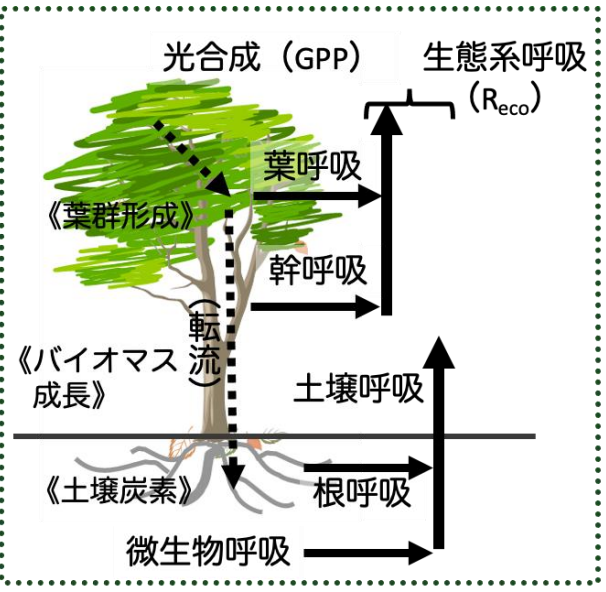 光合成（GPP）
生態系呼吸
（Reco）
葉呼吸
《葉群形成》
幹呼吸
（転流）
《バイオマス
成長》
土壌呼吸
《土壌炭素》
根呼吸
微生物呼吸